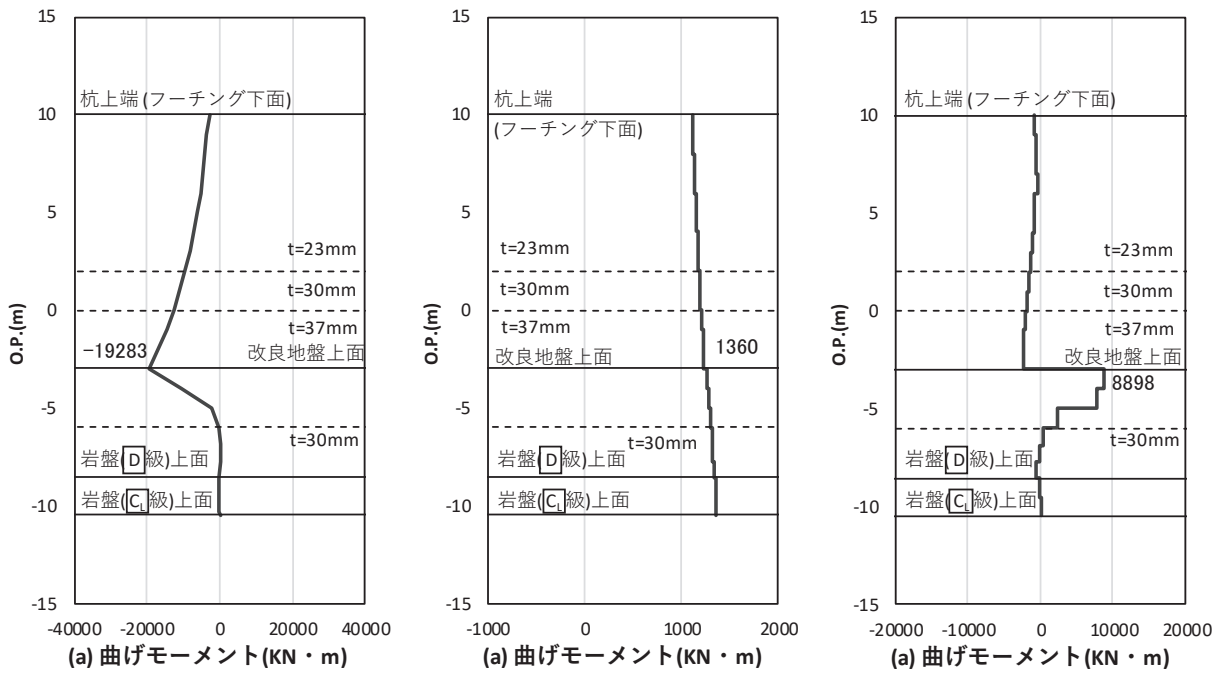 15
10
5
0
-5
-10
-15
O.P.(m)
杭上端(フーチング下面)
t=23mm
t=30mm
t=37mm
-19283
改良地盤上面
t=30mm
岩盤(D級)上面
岩盤(CL級)上面
-40000 -20000 0 20000 40000
(a) 曲げモーメント(KN・m)
15
10
5
0
-5
-10
-15
O.P.(m)
杭上端
(フーチング下面)
t=23mm
t=30mm
t=37mm
1360
改良地盤上面
t=30mm
岩盤(D級)上面
岩盤(CL級)上面
-1000 0 1000 2000
(a) 曲げモーメント(KN・m)
15
10
5
0
-5
-10
-15
O.P.(m)
杭上端(フーチング下面)
t=23mm
t=30mm
t=37mm
改良地盤上面
8898
t=30mm
岩盤(D級)上面
岩盤(CL級)上面
-20000 -10000 0 10000 20000
(a) 曲げモーメント(KN・m)